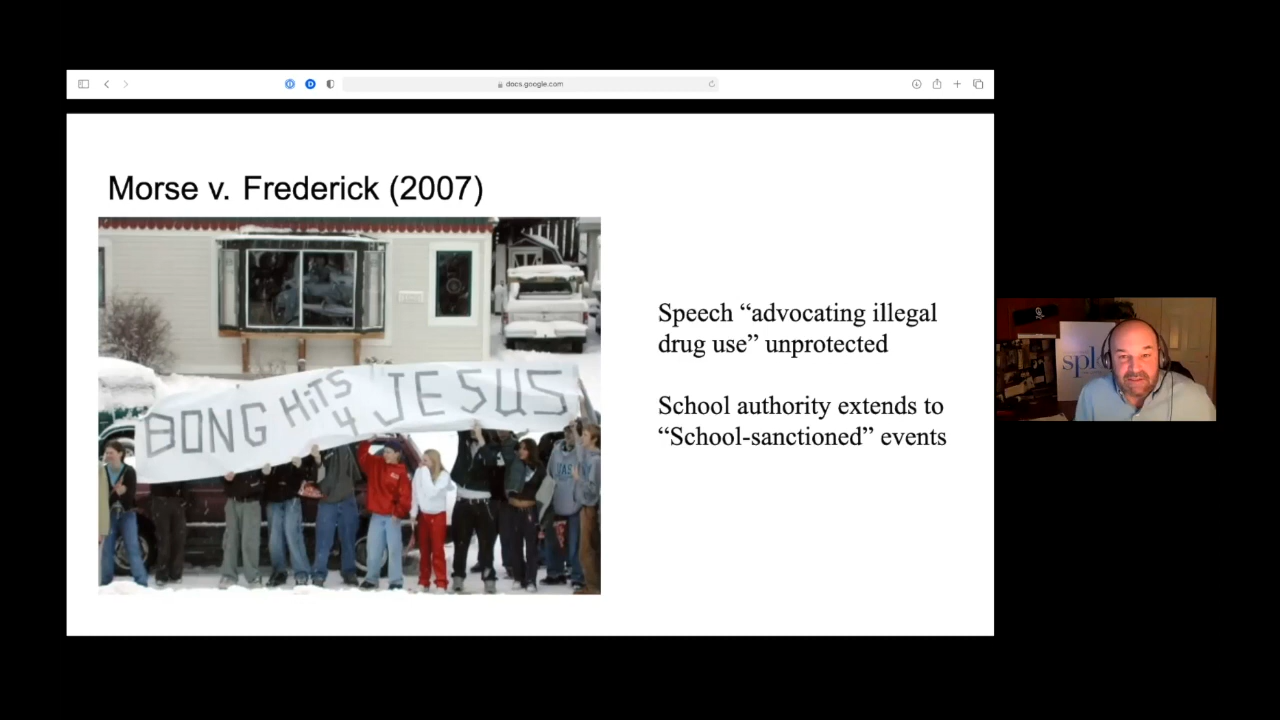 docs.google.com
Morse v. Frederick (2007)
BONG HiTS 4 JESUS
Speech “advocating illegal
drug use” unprotected
School authority extends to
“School-sanctioned” events
spl